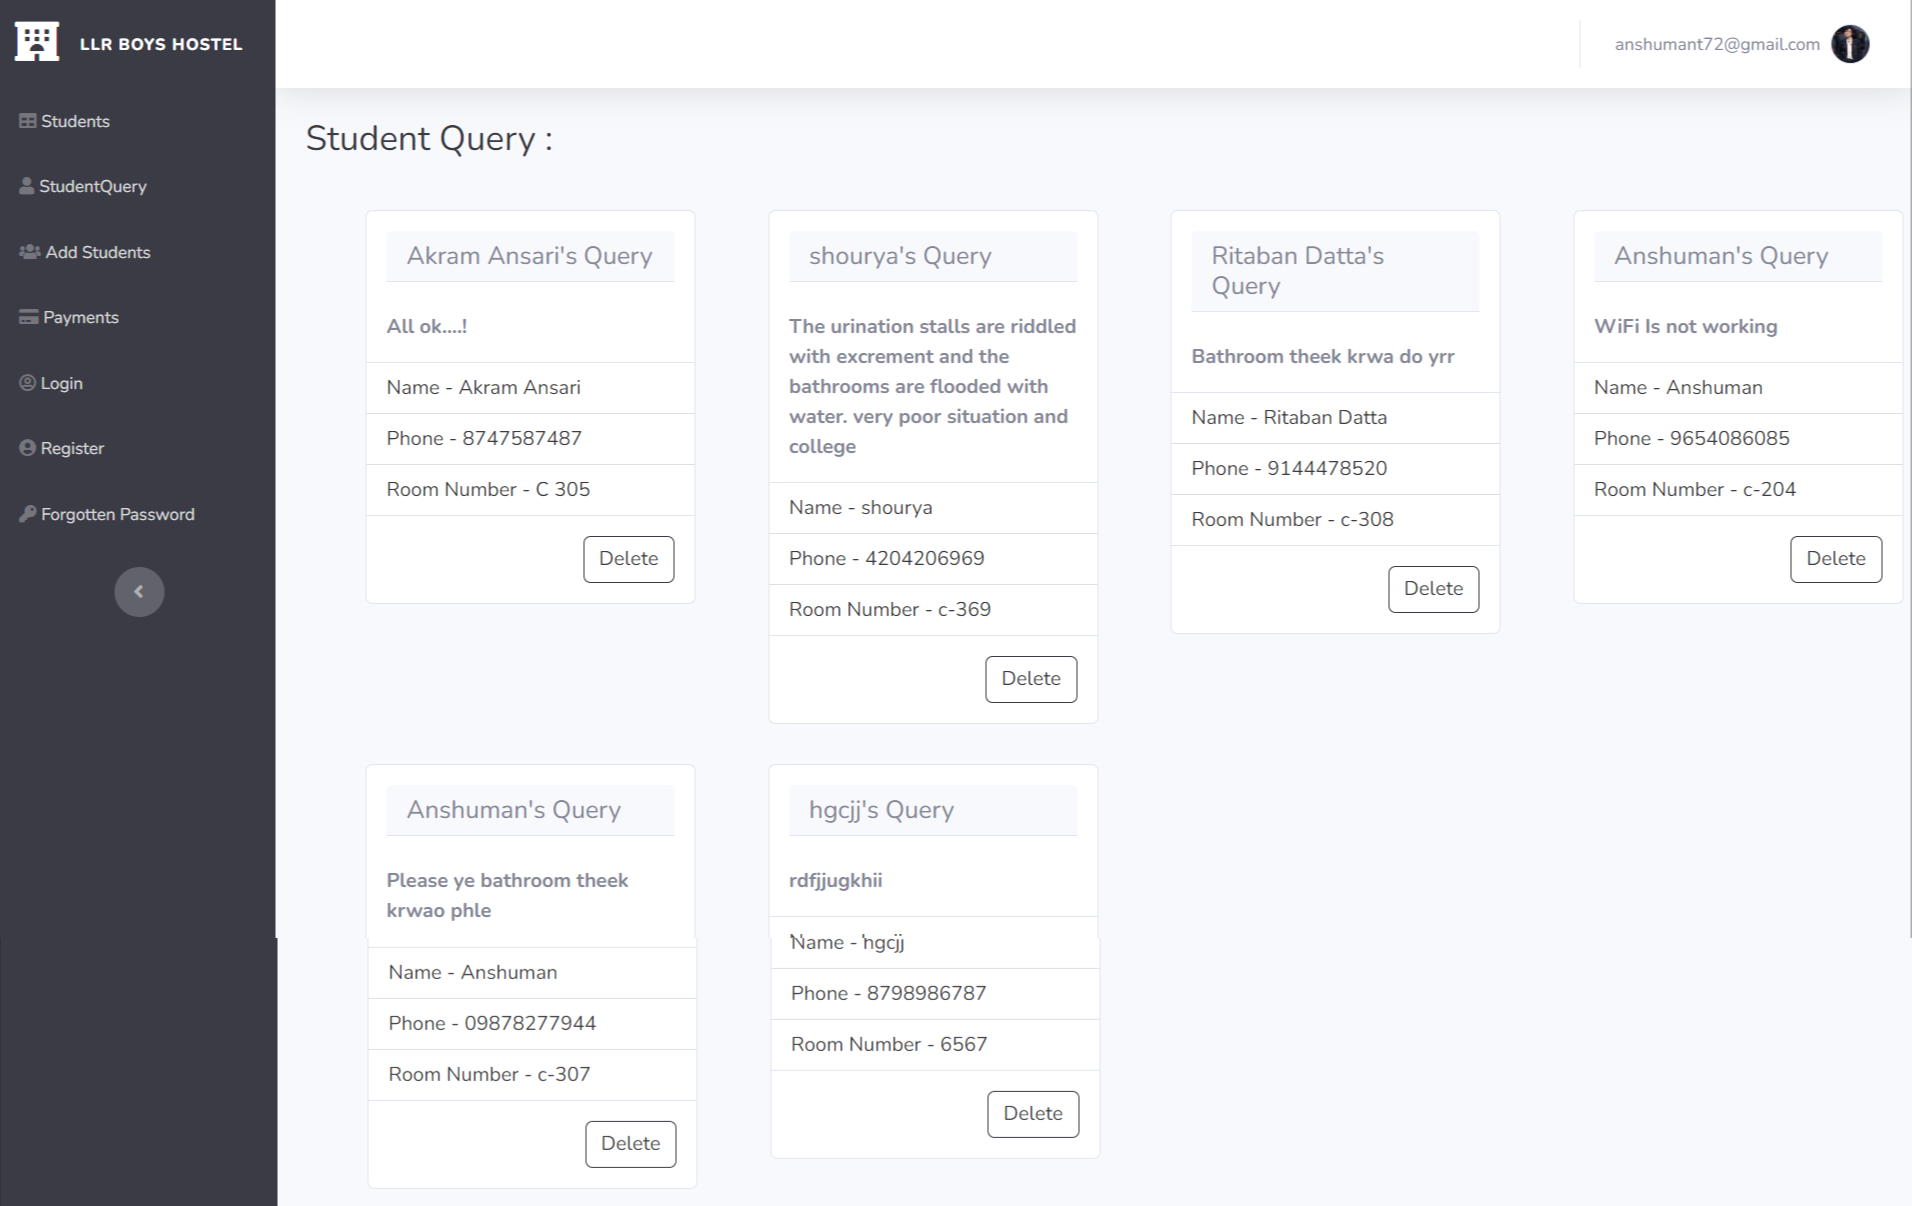 LLR BOYS HOSTEL
anshumant72@gmail.com
Students
StudentQuery
Add Students
Payments
Login
Register
Forgotten Password
Student Query :
Akram Ansari's Query
All ok....!
Name - Akram Ansari
Phone - 8747587487
Room Number - C 305
Delete
shourya's Query
The urination stalls are riddled
with excrement and the
bathrooms are flooded with
water. very poor situation and
college
Name - shourya
Phone - 4204206969
Room Number - c-369
Delete
Ritaban Datta's
Query
Bathroom theek krwa do yrr
Name - Ritaban Datta
Phone - 9144478520
Room Number - c-308
Delete
Anshuman's Query
WiFi Is not working
Name - Anshuman
Phone - 9654086085
Room Number - c-204
Delete
Anshuman's Query
Please ye bathroom theek
krwao phle
Name - Anshuman
Phone - 09878277944
Room Number - c-307
Delete
hgcjj's Query
rdfjjugkhii
Name - hgcjj
Phone - 8798986787
Room Number - 6567
Delete